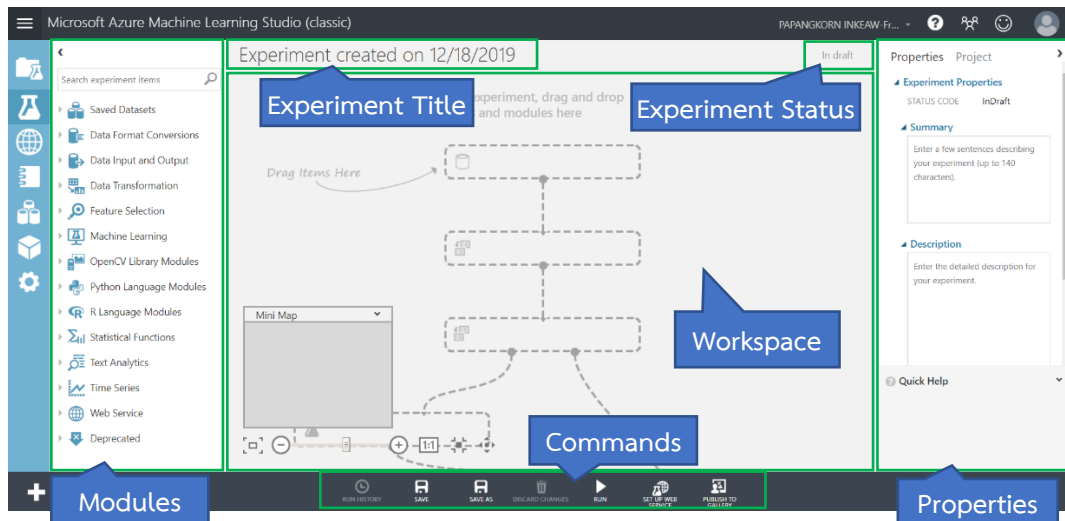 Microsoft Azure Machine Learning Studio (classic)
PAPANGKORN INKEAW-Fr...
?
Search experiment items
Saved Datasets
Data Format Conversions
Data Input and Output
Data Transformation
Feature Selection
Machine Learning
OpenCV Library Modules
Python Language Modules
R Language Modules
Statistical Functions
Text Analytics
Time Series
Web Service
Deprecated
Modules
Experiment created on 12/18/2019
In draft
Experiment Title
experiment, drag and drop
and modules here
Experiment Status
Drag Items Here
Mini Map
Workspace
1:1
Commands
RUN HISTORY
SAVE
SAVE AS
DISCARD CHANGES
RUN
SET UP WEB
SERVICE
PUBLISH TO
GALLERY
Properties Project
Experiment Properties
STATUS CODE InDraft
Summary
Enter a few sentences describing
your experiment (up to 140
characters).
Description
Enter the detailed description for
your experiment.
Quick Help
Properties